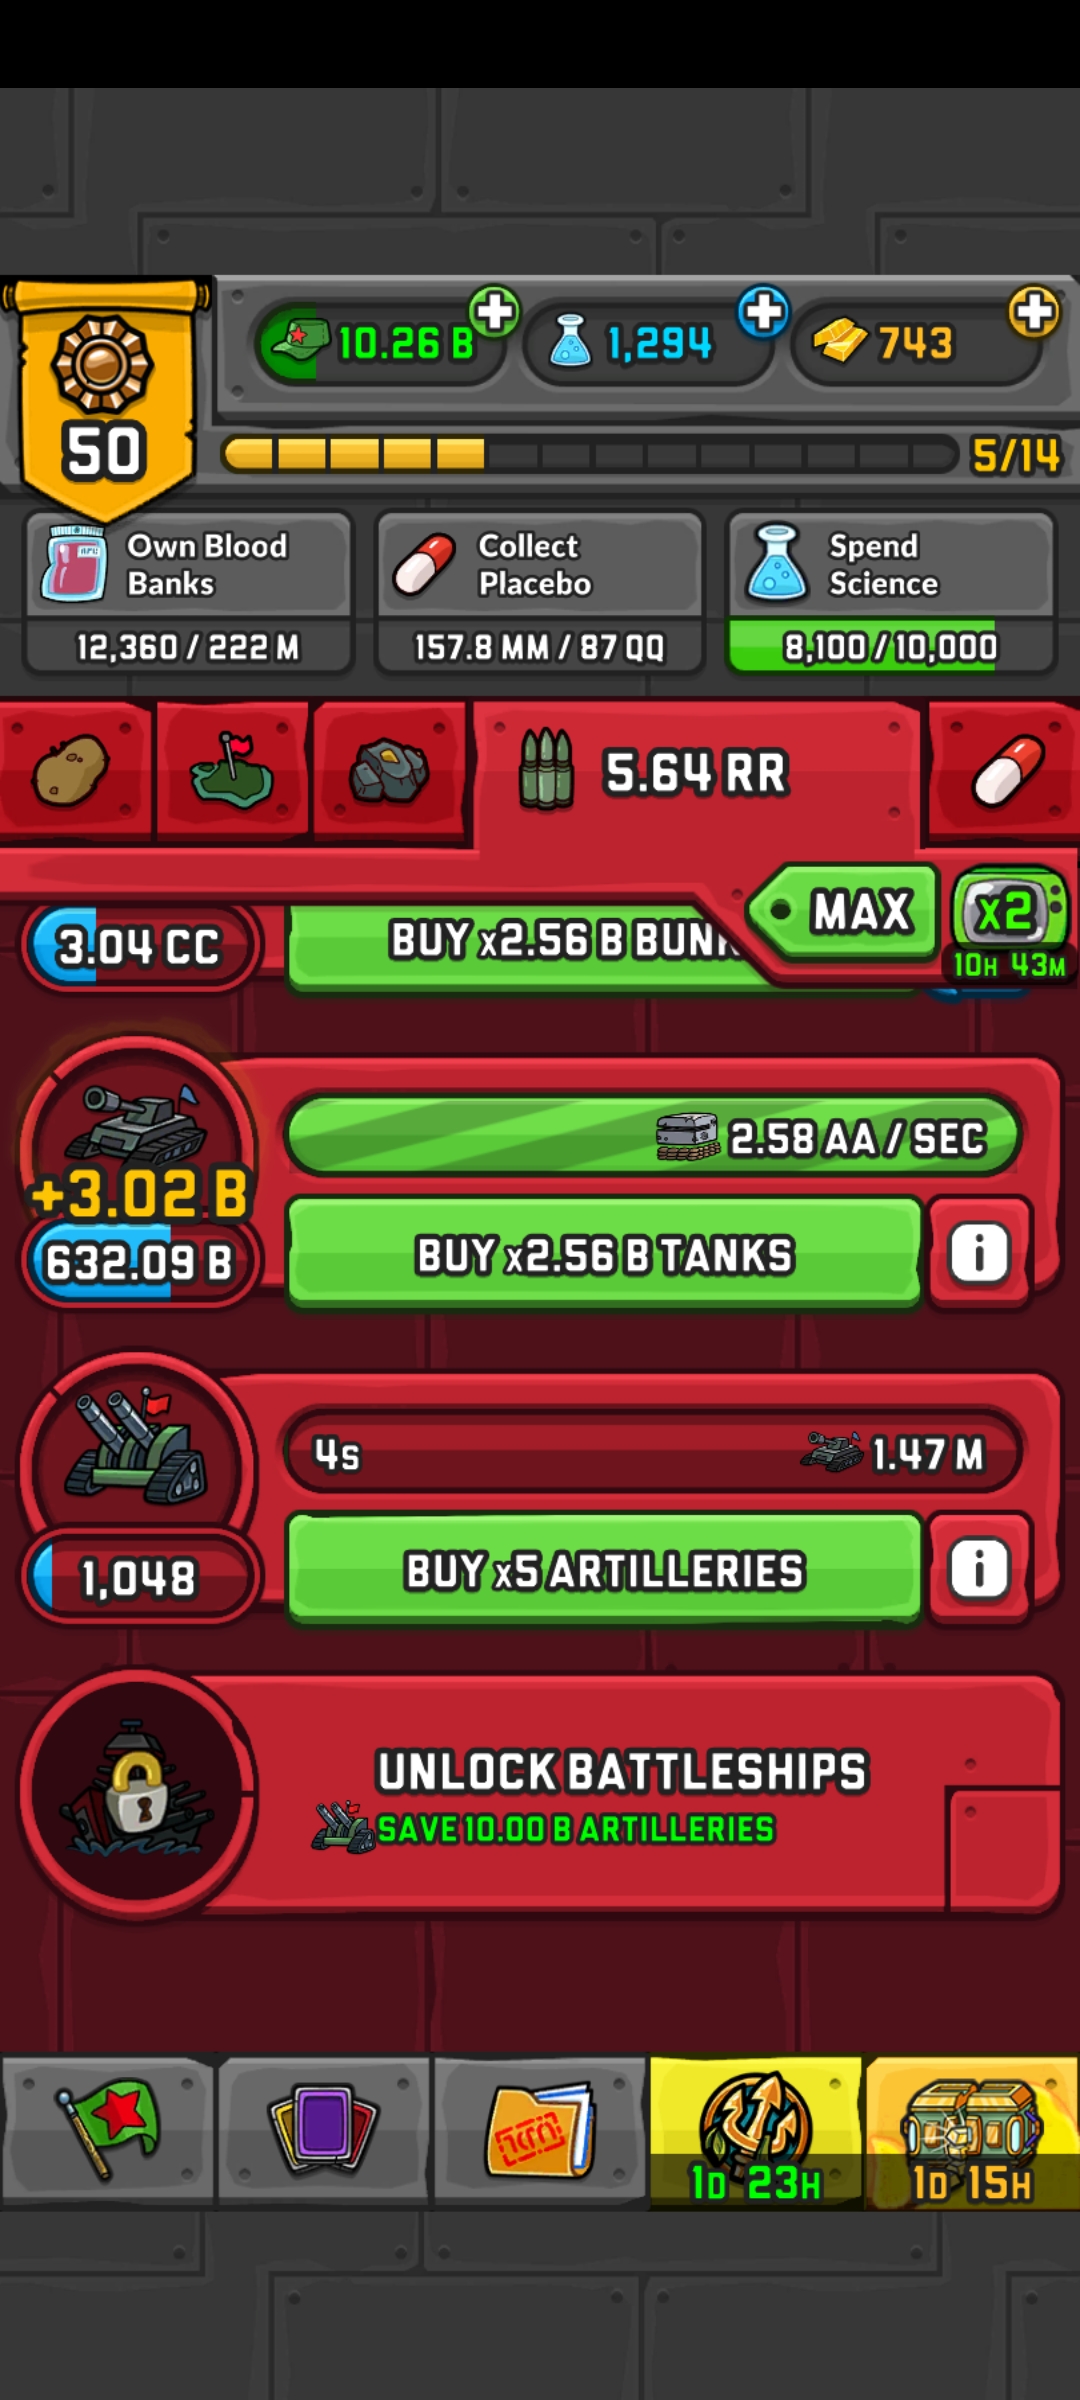 50
10.26 B
1,294
743
5/14
Own Blood
Banks
12,360 / 222 M
Collect
Placebo
157.8 MM / 87 QQ
Spend
Science
8,100 / 10,000
5.64 RR
MAX
x2
10H 43M
3.04 CC
BUY x2.56 B BUN
2.58 AA / SEC
+3.02 B
632.09 B
BUY x2.56 B TANKS
i
4s
1.47 M
1,048
BUY x5 ARTILLERIES
i
UNLOCK BATTLESHIPS
SAVE 10.00 B ARTILLERIES
1D 23H
1D 15H